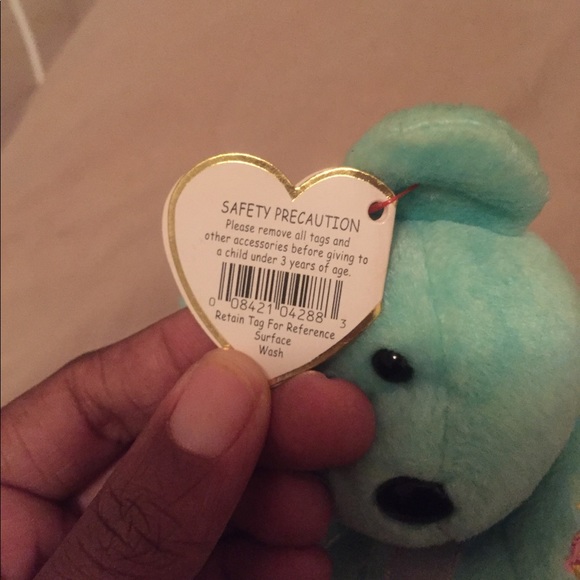 SAFETY PRECAUTION
Please remove all tags and
other accessories before giving to
a child under 3 years of age.
0 08421 04288 3
Retain Tag For Reference
Surface
Wash